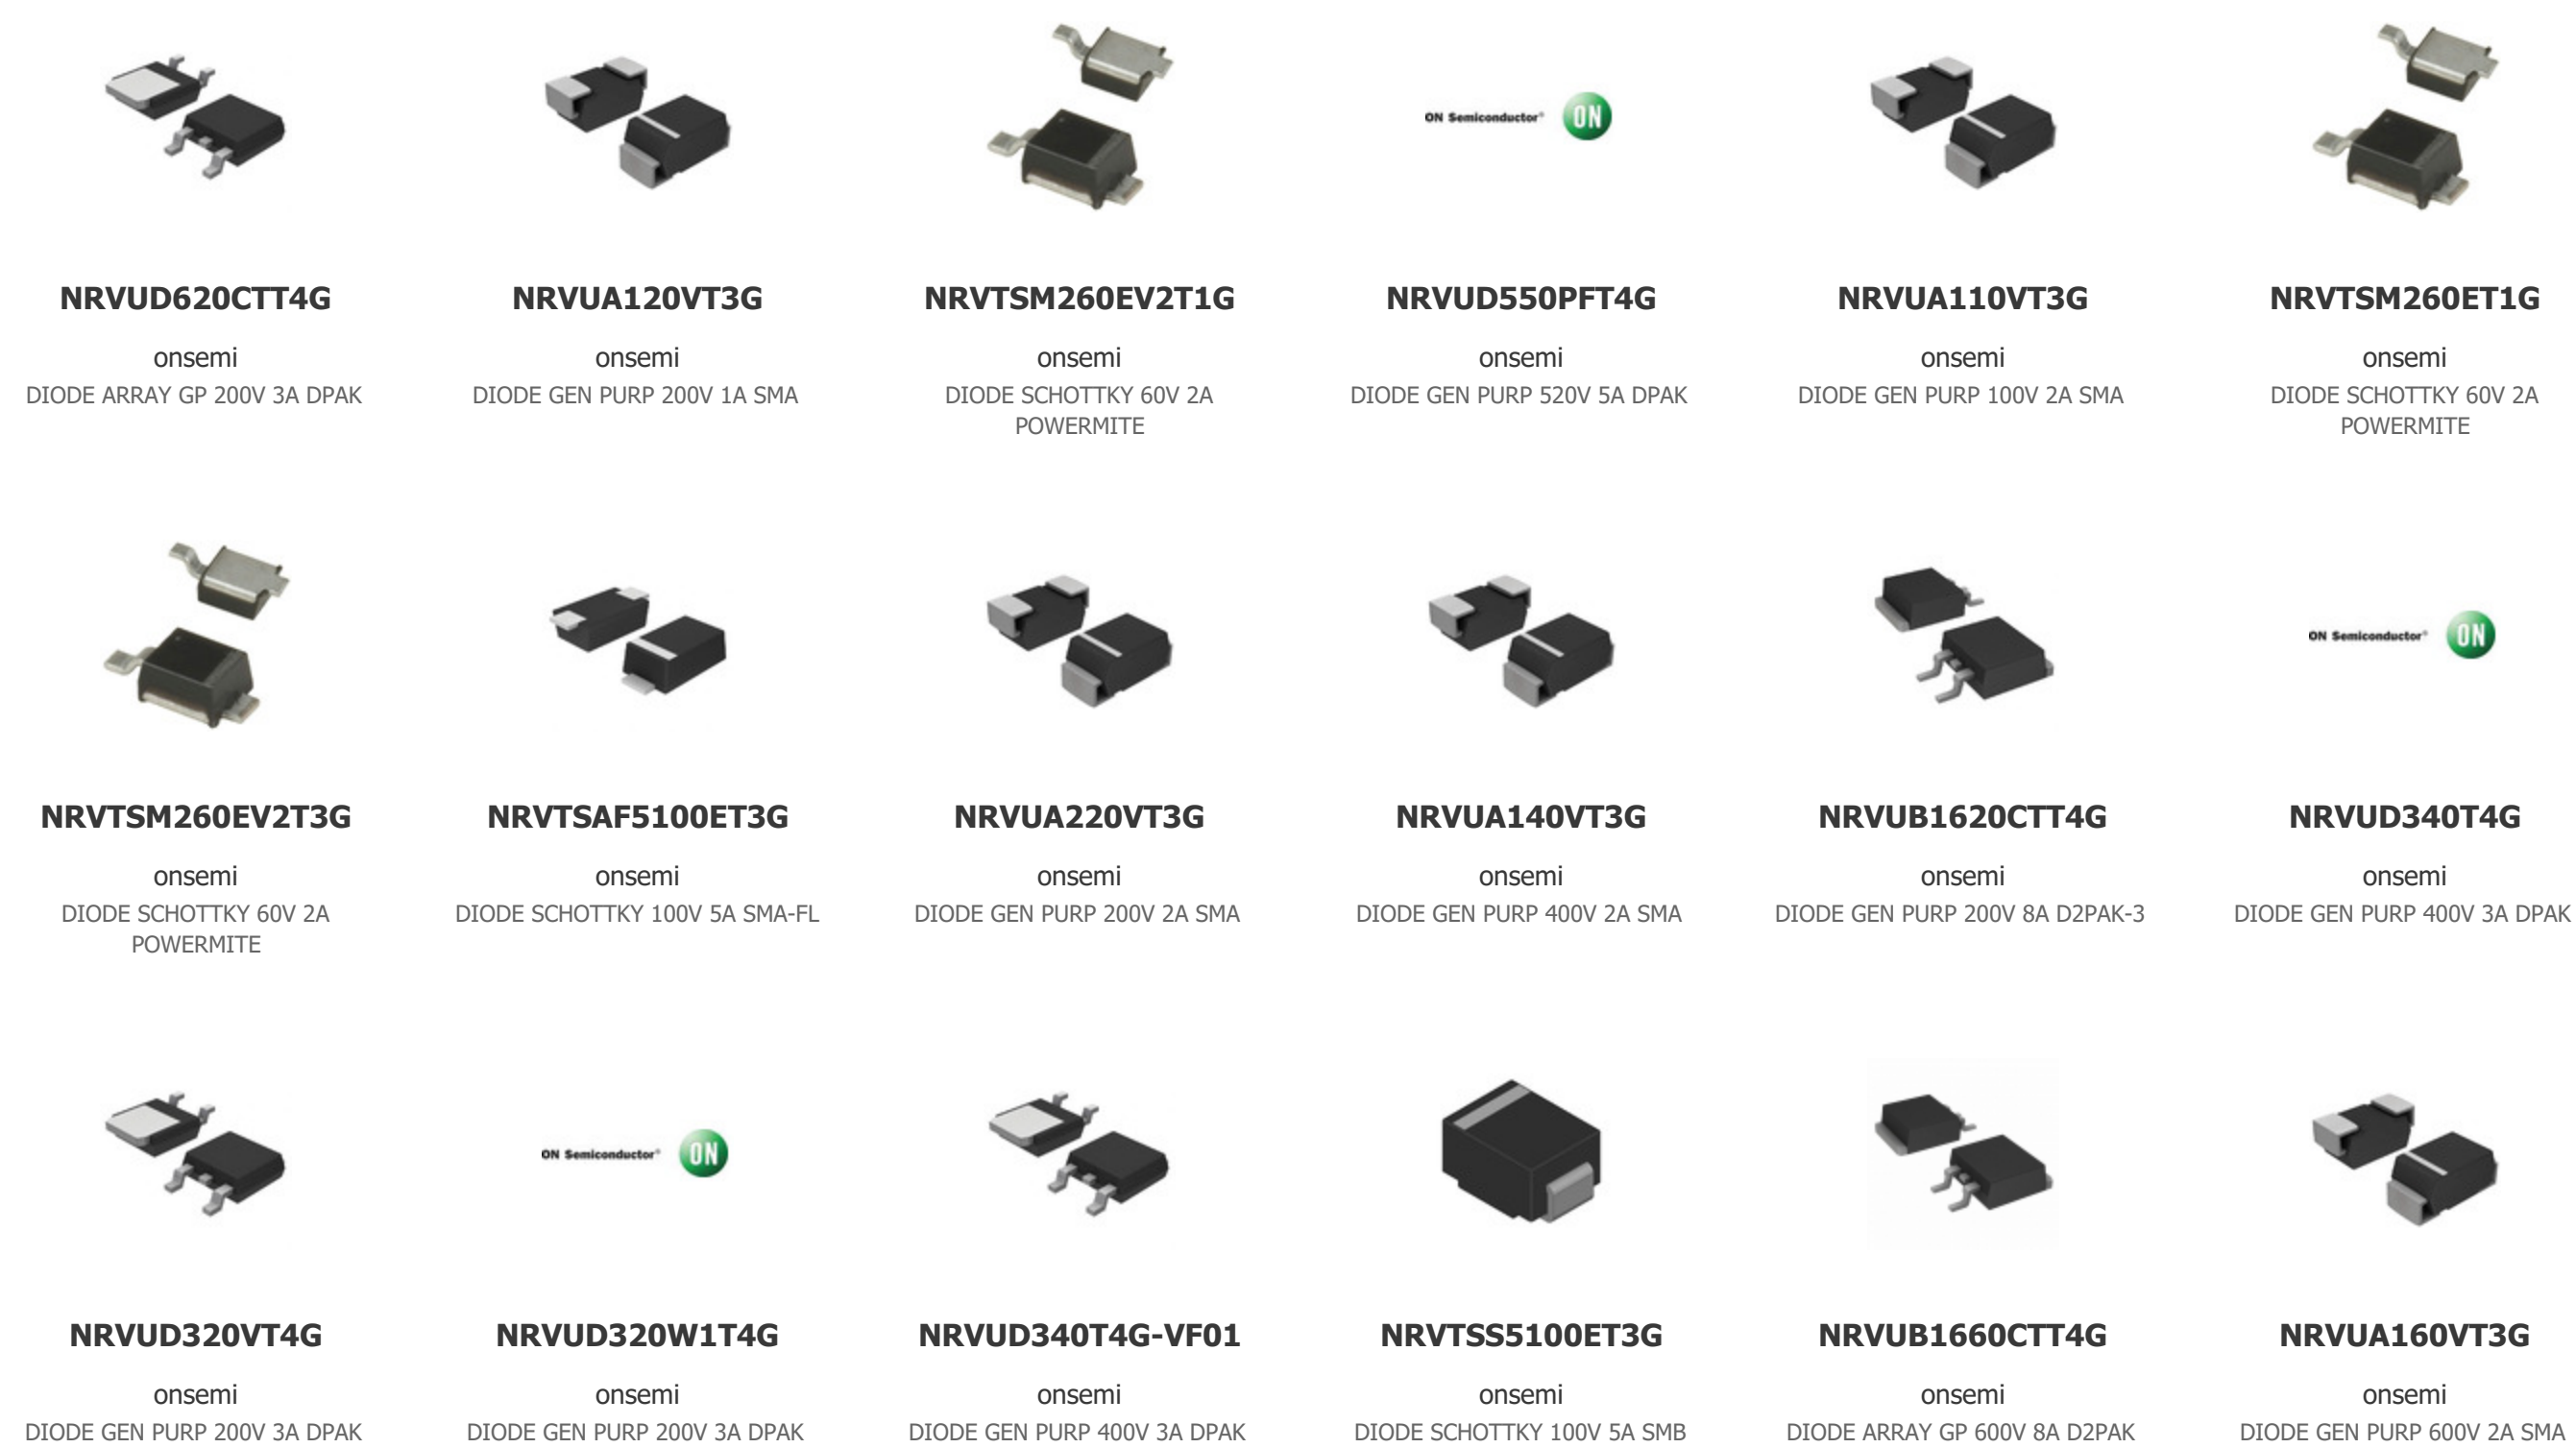 ON Semiconductor® ON
NRVUD620CTT4G
onsemi
DIODE ARRAY GP 200V 3A DPAK
NRVUA120VT3G
onsemi
DIODE GEN PURP 200V 1A SMA
NRVTSM260EV2T1G
onsemi
DIODE SCHOTTKY 60V 2A
POWERMITE
NRVUD550PFT4G
onsemi
DIODE GEN PURP 520V 5A DPAK
NRVUA110VT3G
onsemi
DIODE GEN PURP 100V 2A SMA
NRVTSM260ET1G
onsemi
DIODE SCHOTTKY 60V 2A
POWERMITE
ON Semiconductor® ON
NRVTSM260EV2T3G
onsemi
DIODE SCHOTTKY 60V 2A
POWERMITE
NRVTSAF5100ET3G
onsemi
DIODE SCHOTTKY 100V 5A SMA-FL
NRVUA220VT3G
onsemi
DIODE GEN PURP 200V 2A SMA
NRVUA140VT3G
onsemi
DIODE GEN PURP 400V 2A SMA
NRVUB1620CTT4G
onsemi
DIODE GEN PURP 200V 8A D2PAK-3
NRVUD340T4G
onsemi
DIODE GEN PURP 400V 3A DPAK
ON Semiconductor® ON
NRVUD320VT4G
onsemi
DIODE GEN PURP 200V 3A DPAK
NRVUD320W1T4G
onsemi
DIODE GEN PURP 200V 3A DPAK
NRVUD340T4G-VF01
onsemi
DIODE GEN PURP 400V 3A DPAK
NRVTSS5100ET3G
onsemi
DIODE SCHOTTKY 100V 5A SMB
NRVUB1660CTT4G
onsemi
DIODE ARRAY GP 600V 8A D2PAK
NRVUA160VT3G
onsemi
DIODE GEN PURP 600V 2A SMA